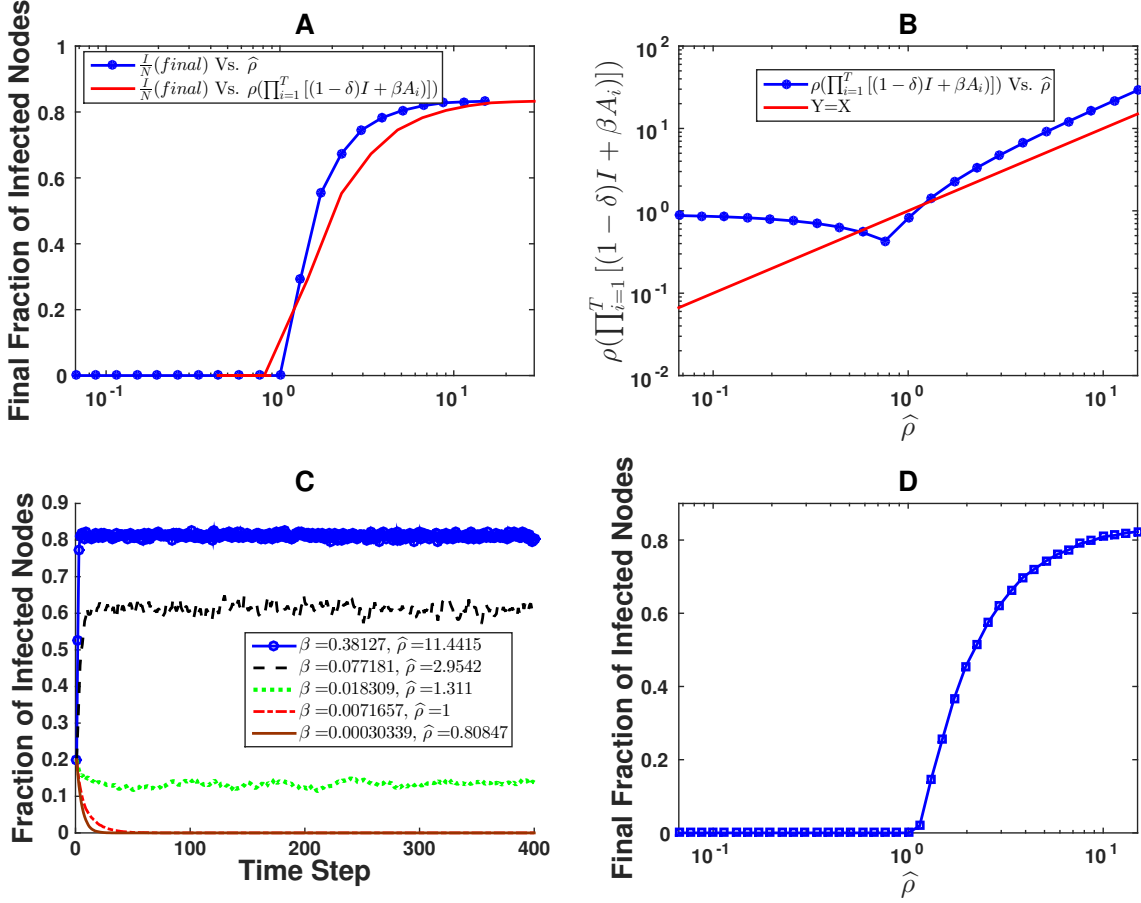 A
Final Fraction of Infected Nodes
1
0.8
0.6
0.4
0.2
0
10^-1
10^0
10^1
I/N (final) Vs. ρ̂
I/N (final) Vs. ρ(∏_{i=1}^{T} [(1 − δ)I + βA_i)])
B
ρ(∏_{i=1}^{T} [(1 − δ)I + βA_i)])
10^2
10^1
10^0
10^-1
10^-2
10^-1
10^0
10^1
ρ̂
ρ(∏_{i=1}^{T} [(1 − δ)I + βA_i)]) Vs. ρ̂
Y=X
C
Fraction of Infected Nodes
0.9
0.8
0.7
0.6
0.5
0.4
0.3
0.2
0.1
0
0
100
200
300
400
Time Step
β =0.38127, ρ̂ =11.4415
β =0.077181, ρ̂ =2.9542
β =0.018309, ρ̂ =1.311
β =0.0071657, ρ̂ =1
β =0.00030339, ρ̂ =0.80847
D
Final Fraction of Infected Nodes
0.8
0.6
0.4
0.2
0
10^-1
10^0
10^1
ρ̂